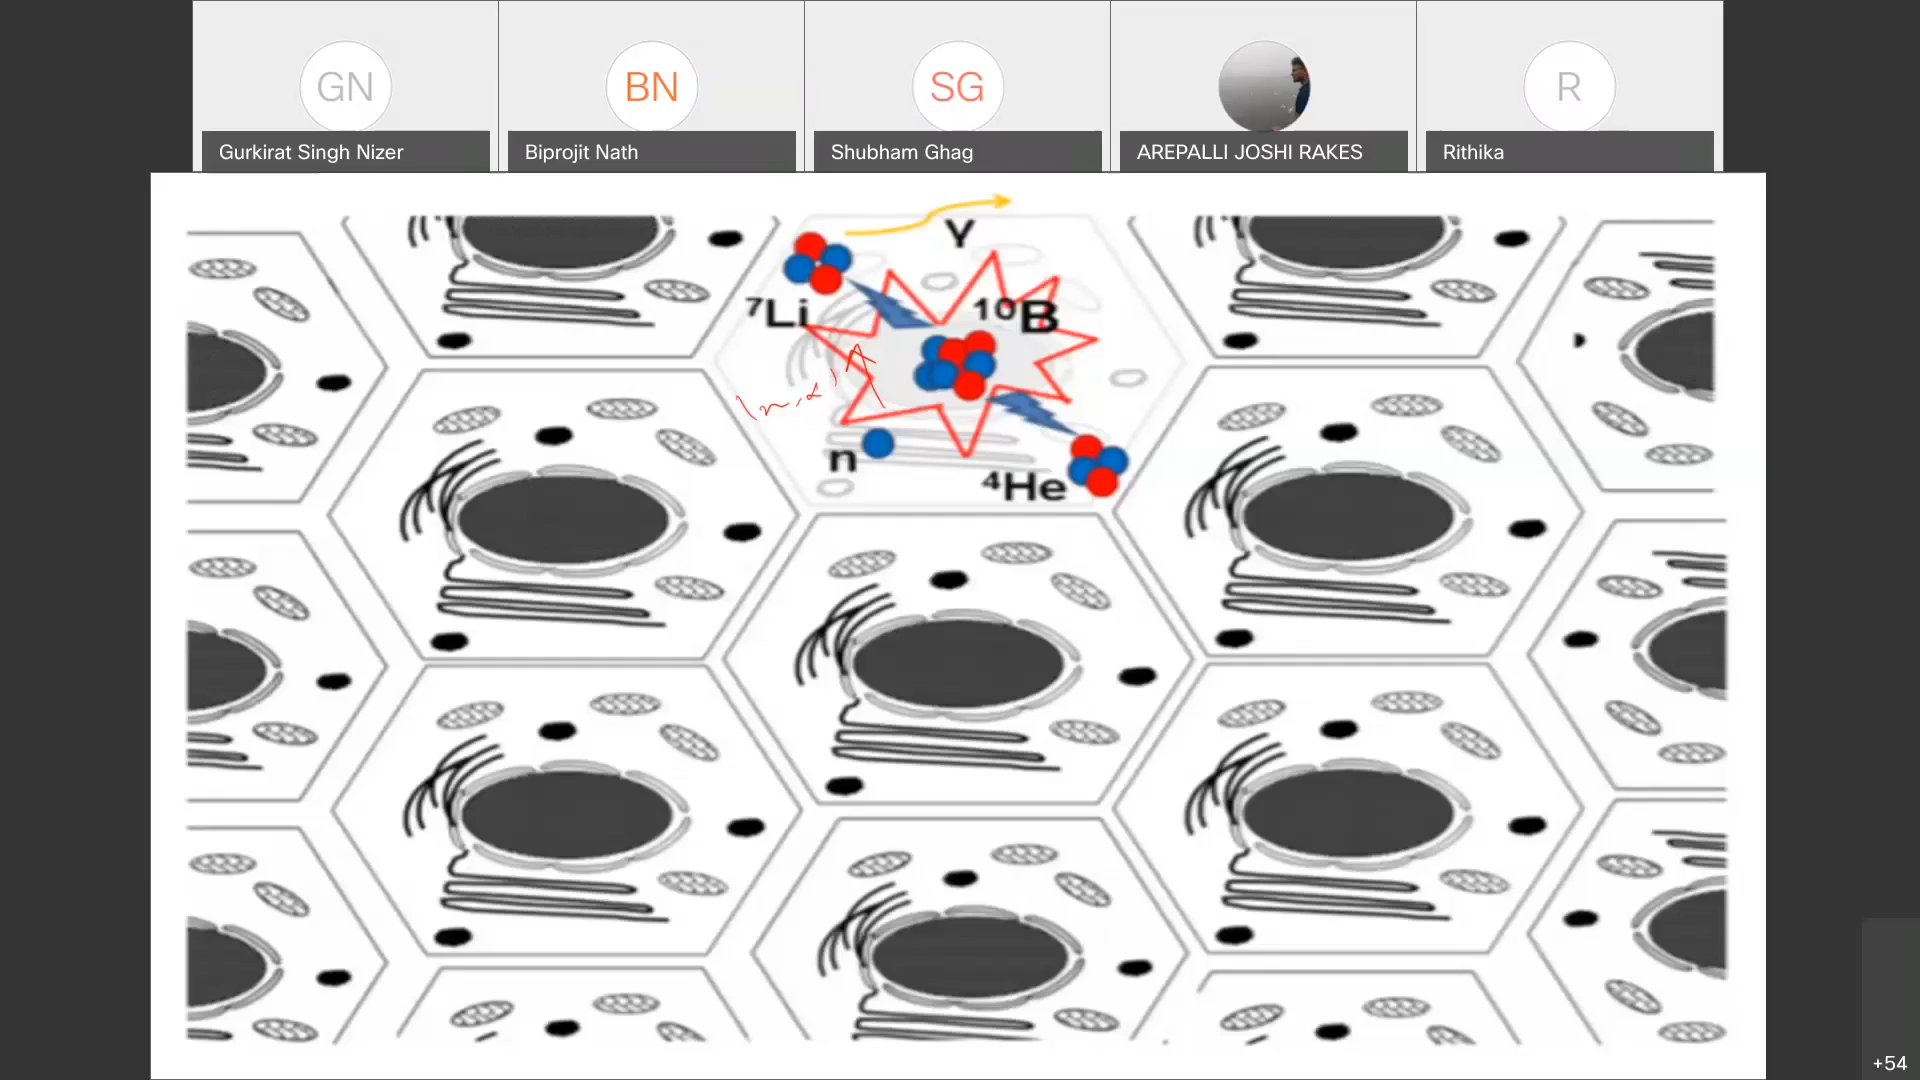 GN
BN
SG
R
Gurkirat Singh Nizer
Biprojit Nath
Shubham Ghag
AREPALLI JOSHI RAKES
Rithika
γ
⁷Li
¹⁰B
(n, α)
n
⁴He
+54